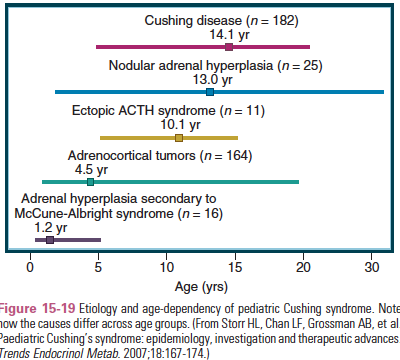 Cushing disease (n = 182)
14.1 yr
Nodular adrenal hyperplasia (n = 25)
13.0 yr
Ectopic ACTH syndrome (n = 11)
10.1 yr
Adrenocortical tumors (n = 164)
4.5 yr
Adrenal hyperplasia secondary to
McCune-Albright syndrome (n = 16)
1.2 yr
0 5 10 15 20 30
Age (yrs)
Figure 15-19 Etiology and age-dependency of pediatric Cushing syndrome. Note
how the causes differ across age groups. (From Storr HL, Chan LF, Grossman AB, et al.
Paediatric Cushing's syndrome: epidemiology, investigation and therapeutic advances.
Trends Endocrinol Metab. 2007;18:167-174.)